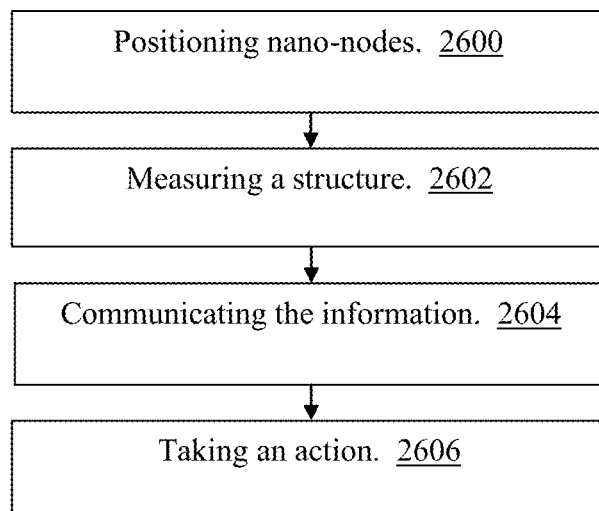 Positioning nano-nodes. 2600
Measuring a structure. 2602
Communicating the information. 2604
Taking an action. 2606